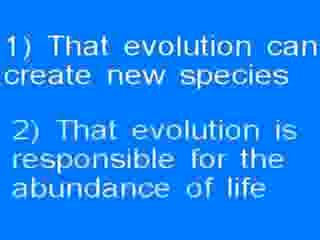 1) That evolution can
create new species
2) That evolution is
responsible for the
abundance of life